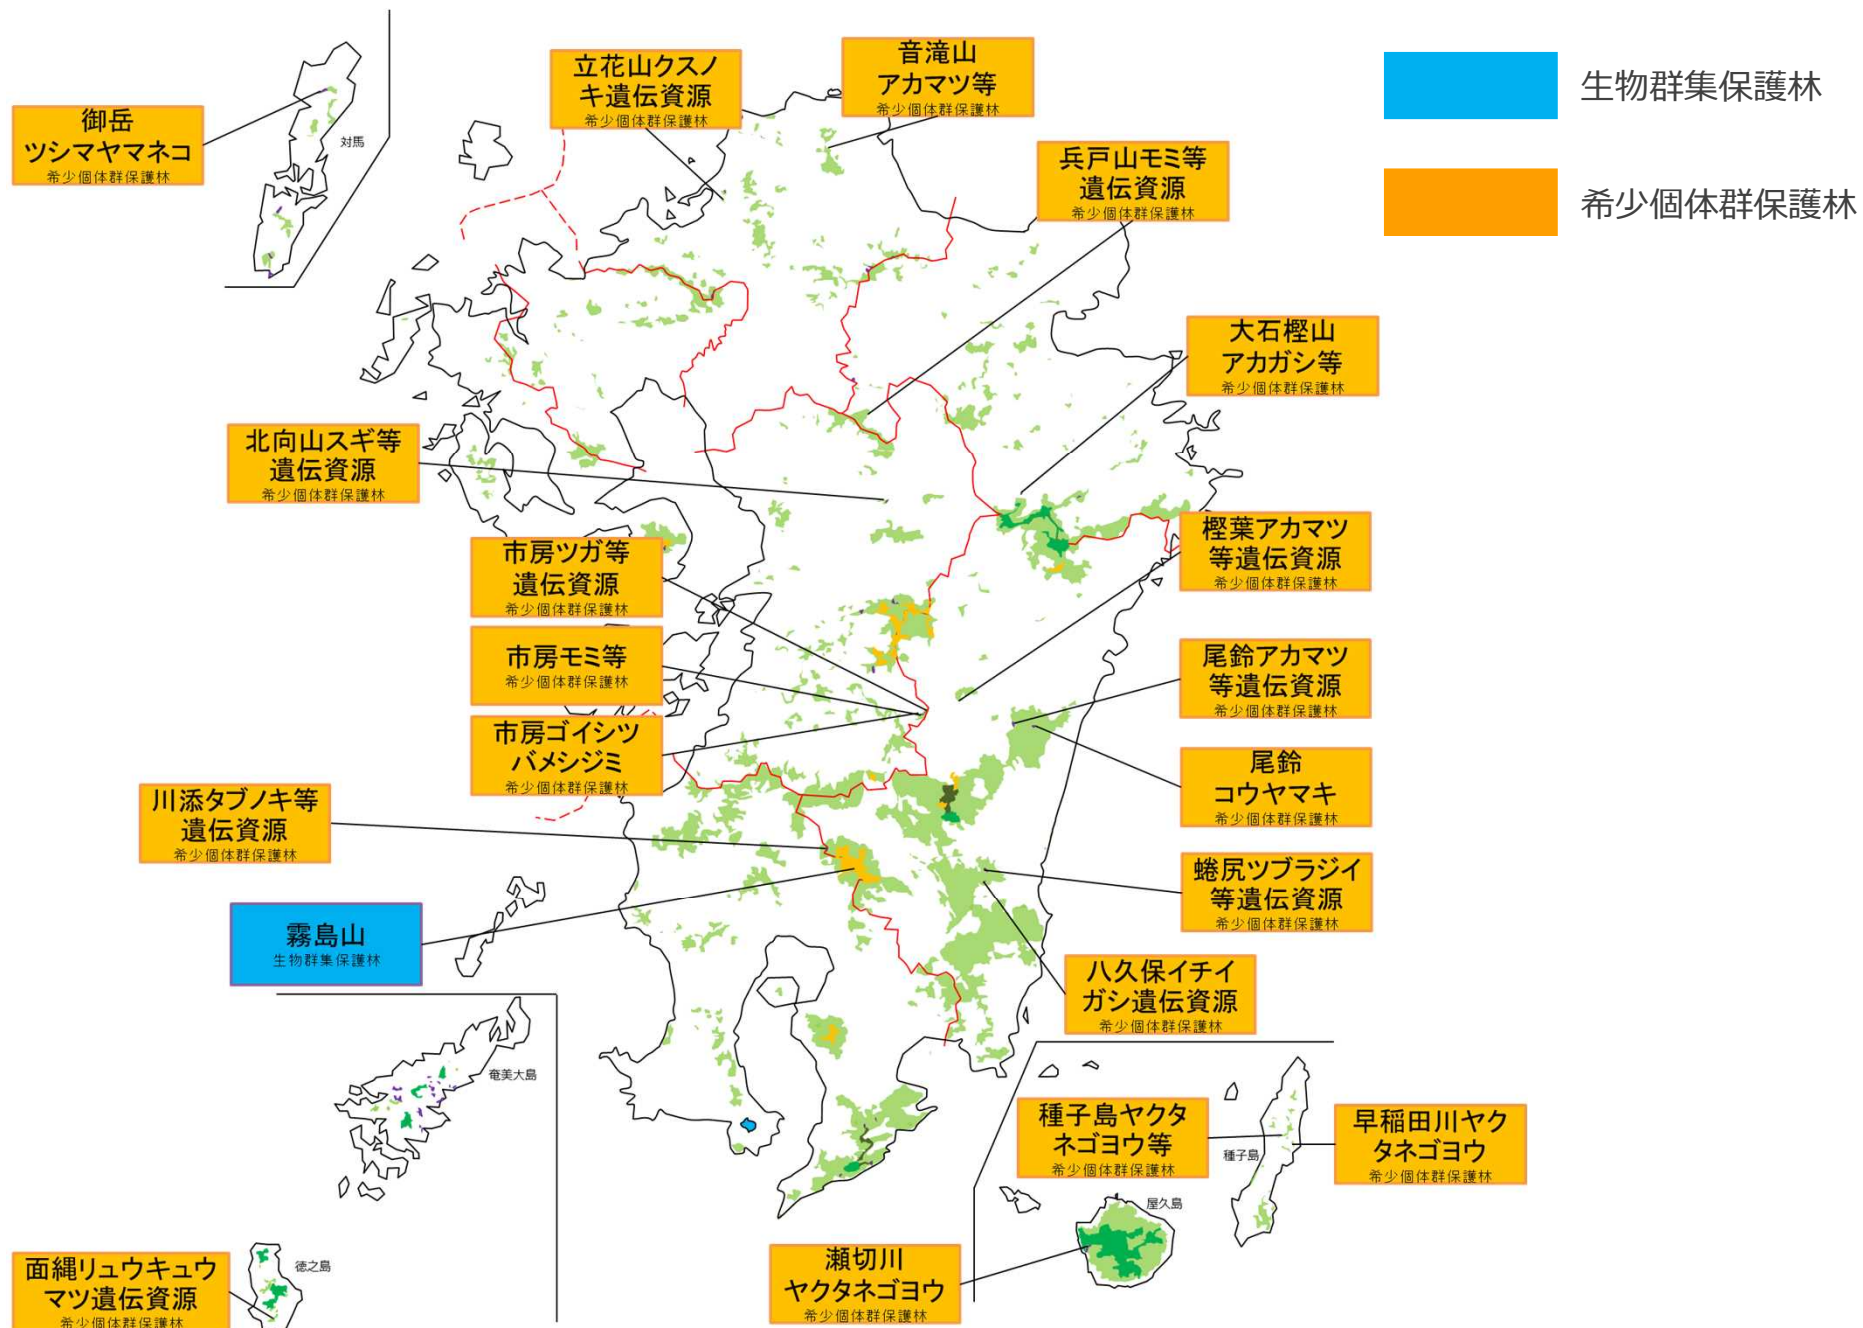 生物群集保護林
希少個体群保護林
御岳
ツシマヤマネコ
希少個体群保護林
対馬
立花山クスノ
キ遺伝資源
希少個体群保護林
音滝山
アカマツ等
希少個体群保護林
兵戸山モミ等
遺伝資源
希少個体群保護林
大石樫山
アカガシ等
希少個体群保護林
北向山スギ等
遺伝資源
希少個体群保護林
市房ツガ等
遺伝資源
希少個体群保護林
樫葉アカマツ
等遺伝資源
希少個体群保護林
市房モミ等
希少個体群保護林
尾鈴アカマツ
等遺伝資源
希少個体群保護林
市房ゴイシツ
バメシジミ
希少個体群保護林
尾鈴
コウヤマキ
希少個体群保護林
川添タブノキ等
遺伝資源
希少個体群保護林
蜷尻ツブラジイ
等遺伝資源
希少個体群保護林
霧島山
生物群集保護林
八久保イチイ
ガシ遺伝資源
希少個体群保護林
奄美大島
種子島ヤクタ
ネゴヨウ等
希少個体群保護林
種子島
早稲田川ヤク
タネゴヨウ
希少個体群保護林
屋久島
瀬切川
ヤクタネゴヨウ
希少個体群保護林
徳之島
面縄リュウキュウ
マツ遺伝資源
希少個体群保護林